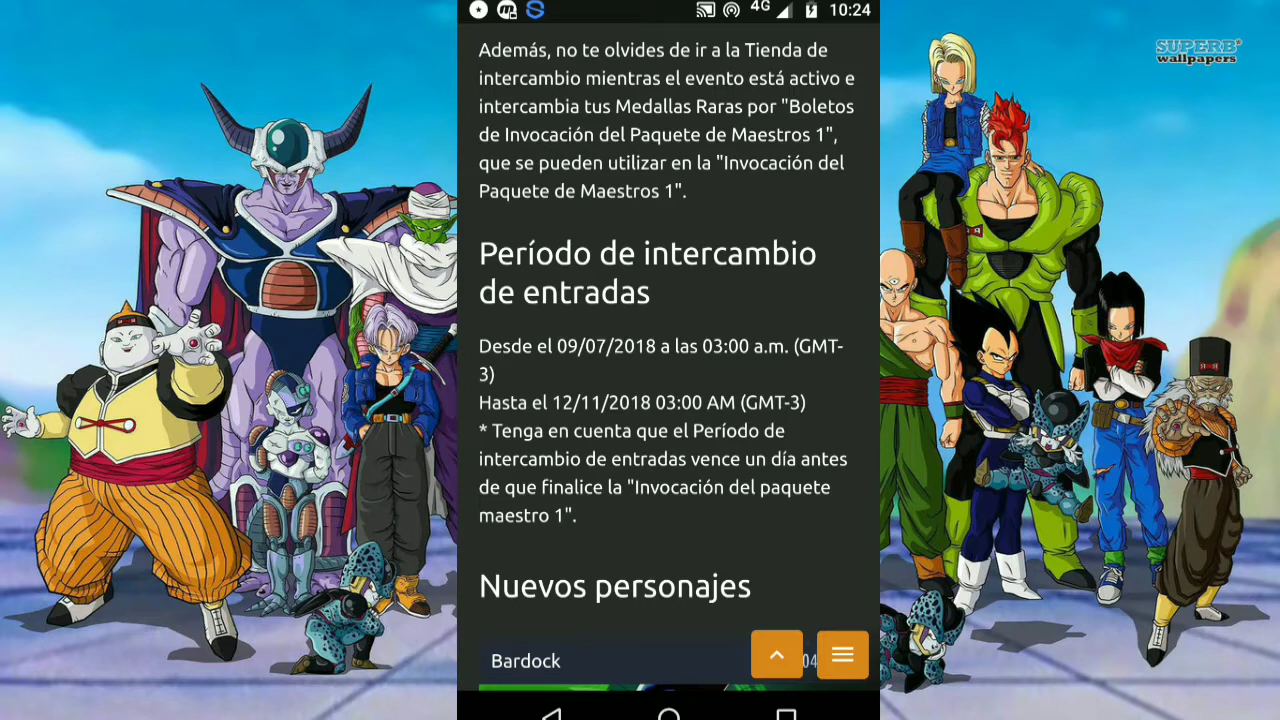 4G 10:24
SUPERB
wallpapers
Además, no te olvides de ir a la Tienda de
intercambio mientras el evento está activo e
intercambia tus Medallas Raras por "Boletos
de Invocación del Paquete de Maestros 1",
que se pueden utilizar en la "Invocación del
Paquete de Maestros 1".
Período de intercambio
de entradas
Desde el 09/07/2018 a las 03:00 a.m. (GMT-
3)
Hasta el 12/11/2018 03:00 AM (GMT-3)
* Tenga en cuenta que el Período de
intercambio de entradas vence un día antes
de que finalice la "Invocación del paquete
maestro 1".
Nuevos personajes
Bardock 04